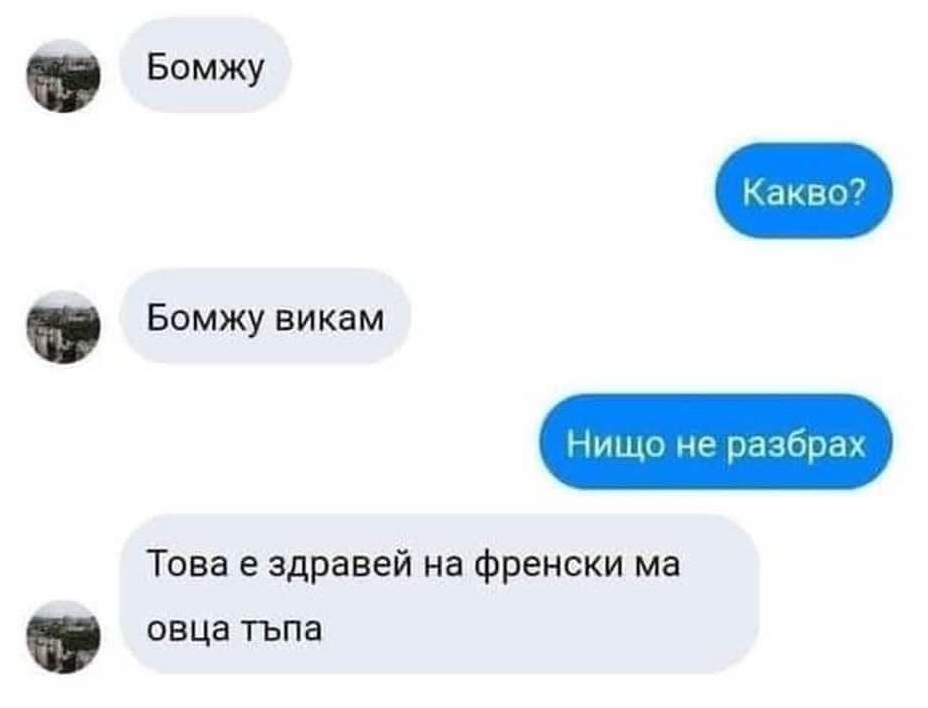 Бомжу
Какво?
Бомжу викам
Нищо не разбрах
Това е здравей на френски ма
овца тъпа